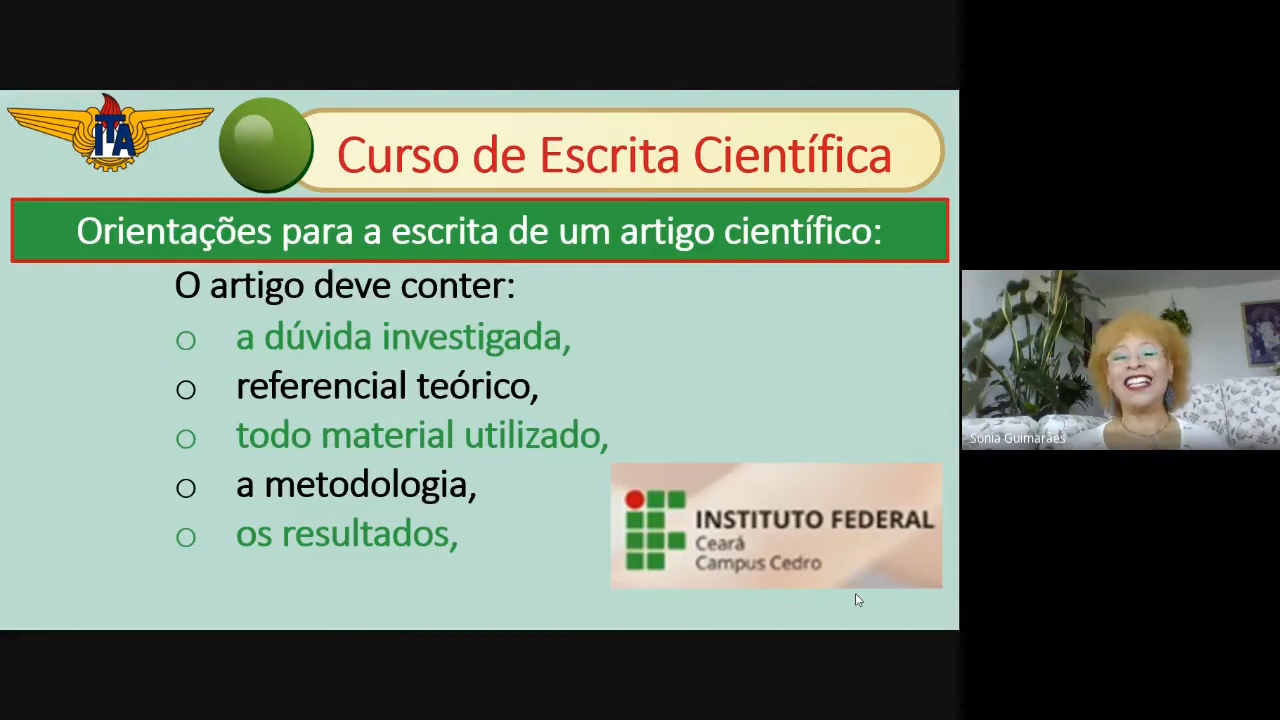 ITA
Curso de Escrita Científica
Orientações para a escrita de um artigo científico:
O artigo deve conter:
o a dúvida investigada,
o referencial teórico,
o todo material utilizado,
o a metodologia,
o os resultados,
INSTITUTO FEDERAL
Ceará
Campus Cedro
Sonia Guimarães